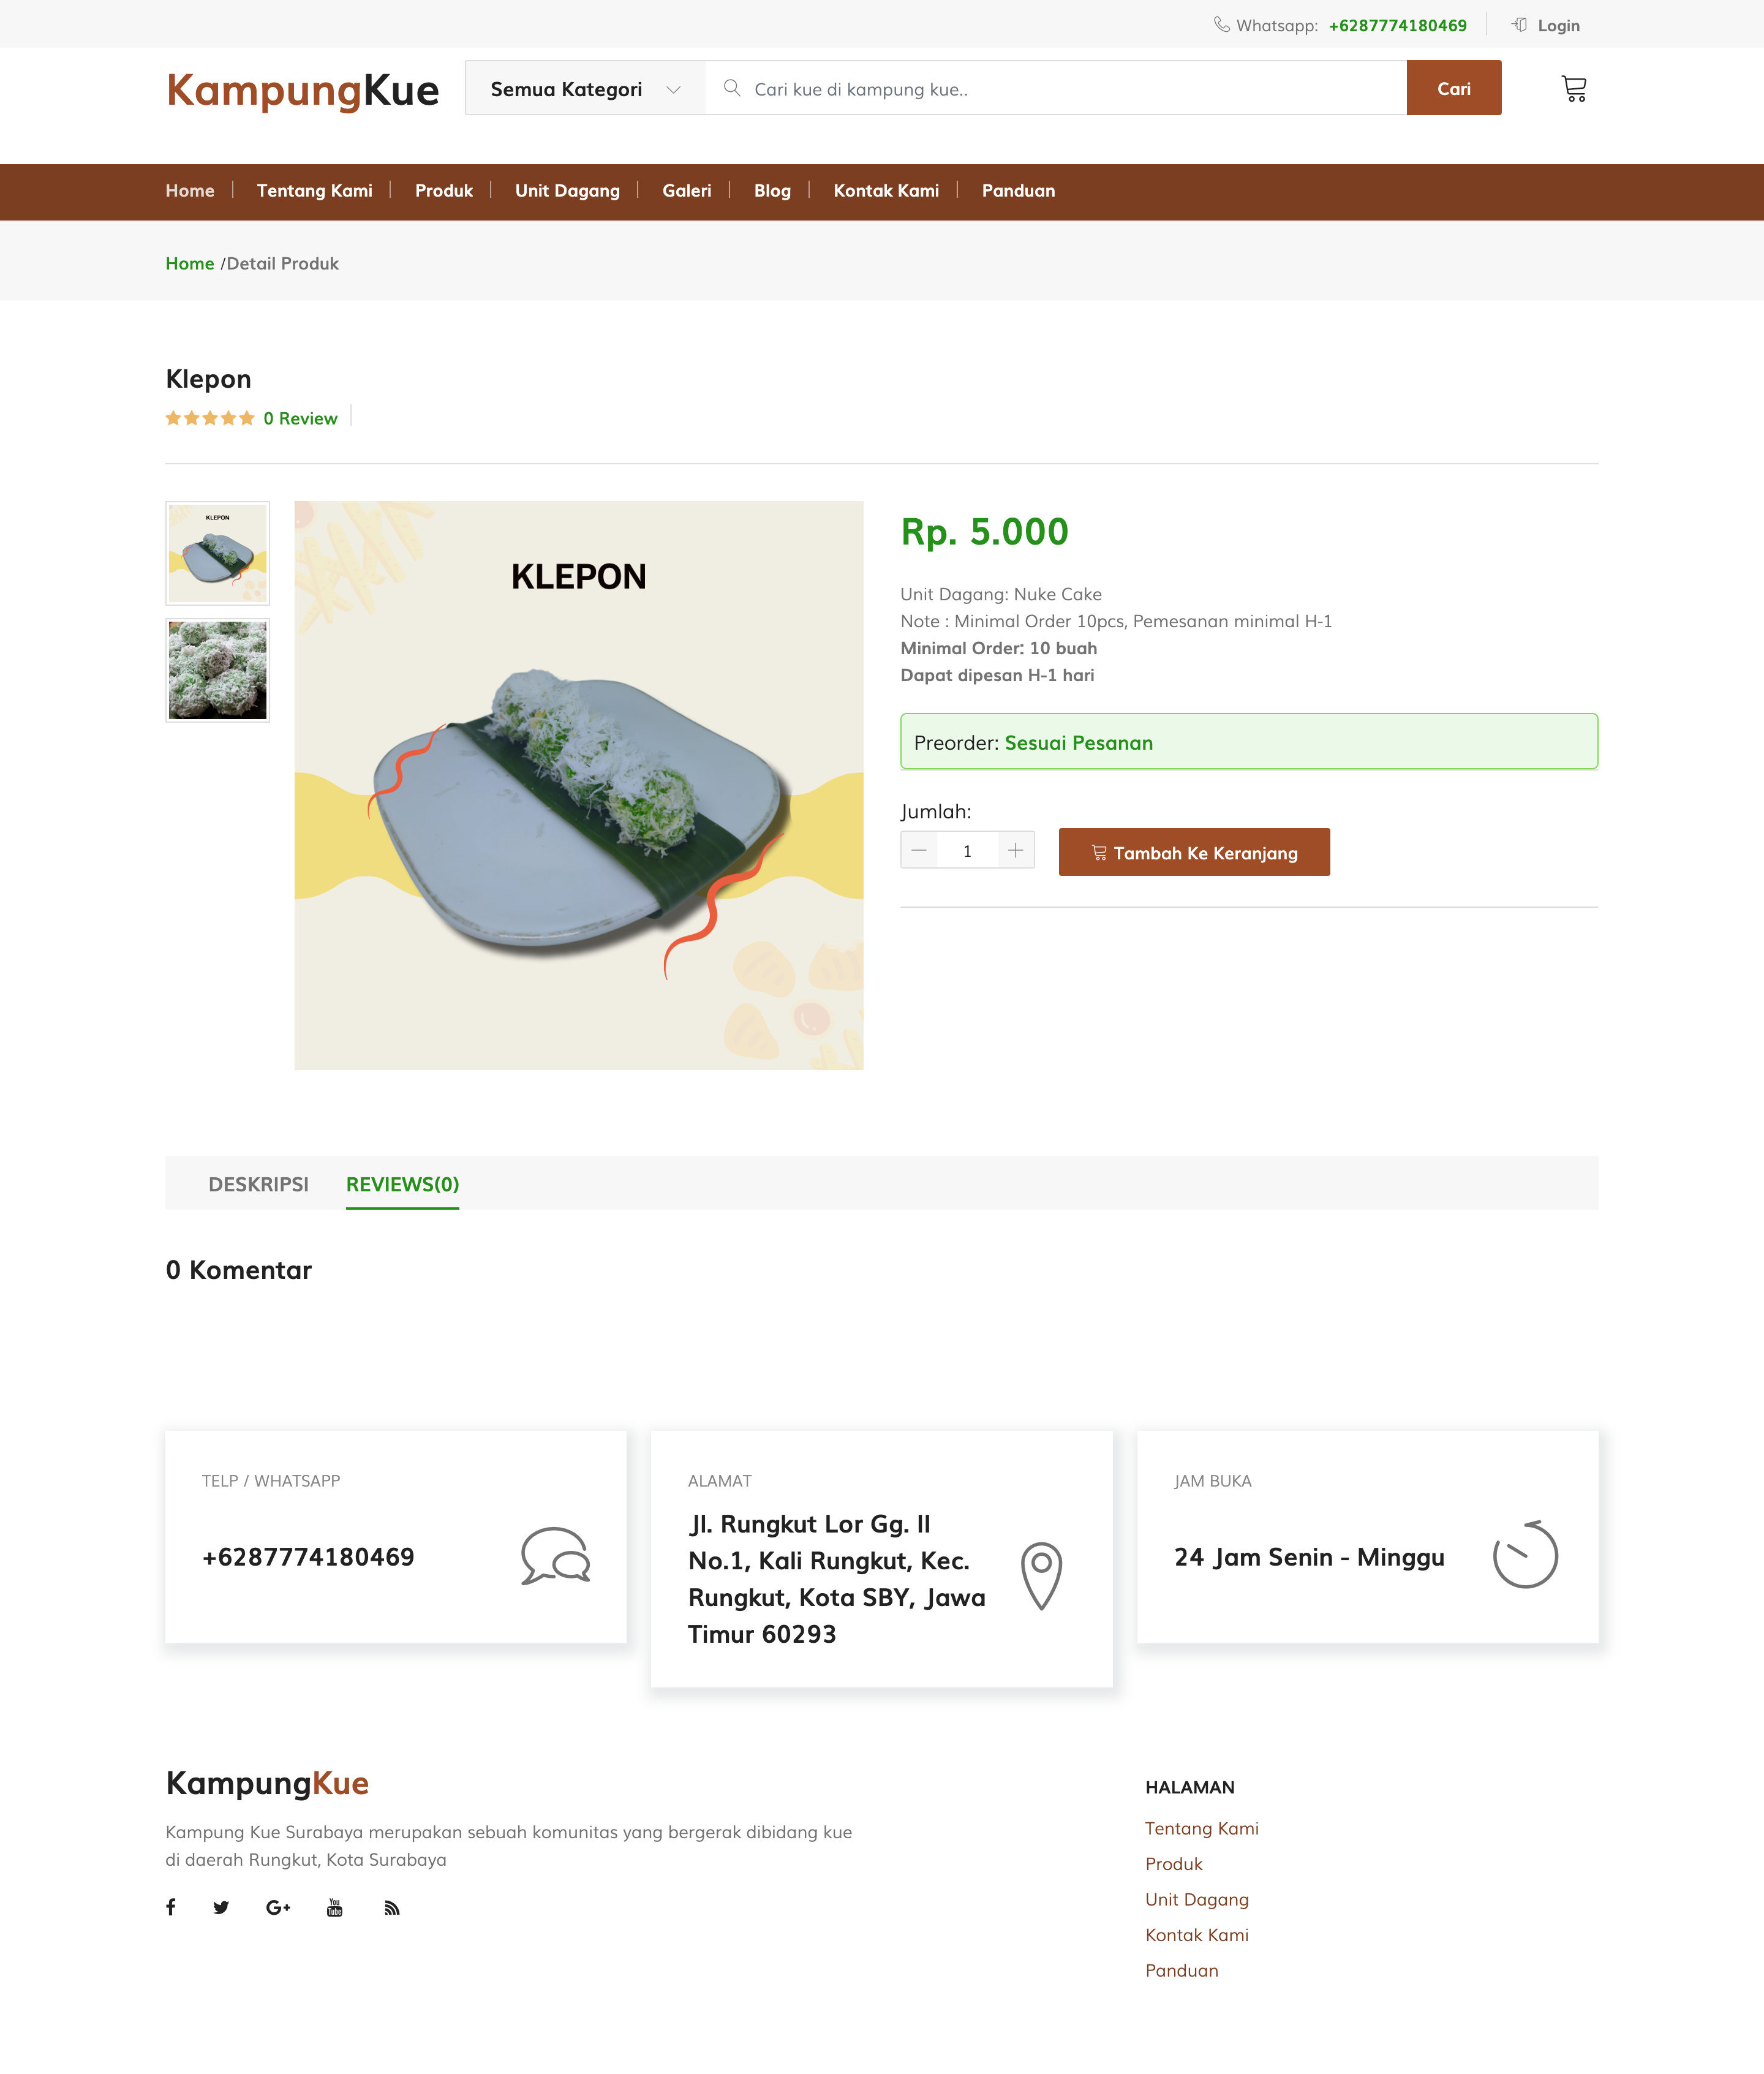 Whatsapp: +6287774180469
Login
KampungKue
Semua Kategori
Cari kue di kampung kue..
Cari
Home
Tentang Kami
Produk
Unit Dagang
Galeri
Blog
Kontak Kami
Panduan
Home /Detail Produk
Klepon
0 Review
KLEPON
KLEPON
Rp. 5.000
Unit Dagang: Nuke Cake
Note : Minimal Order 10pcs, Pemesanan minimal H-1
Minimal Order: 10 buah
Dapat dipesan H-1 hari
Preorder: Sesuai Pesanan
Jumlah:
1
Tambah Ke Keranjang
DESKRIPSI
REVIEWS(0)
0 Komentar
TELP / WHATSAPP
+6287774180469
ALAMAT
Jl. Rungkut Lor Gg. II
No.1, Kali Rungkut, Kec.
Rungkut, Kota SBY, Jawa
Timur 60293
JAM BUKA
24 Jam Senin - Minggu
KampungKue
Kampung Kue Surabaya merupakan sebuah komunitas yang bergerak dibidang kue
di daerah Rungkut, Kota Surabaya
G+
You
Tube
HALAMAN
Tentang Kami
Produk
Unit Dagang
Kontak Kami
Panduan